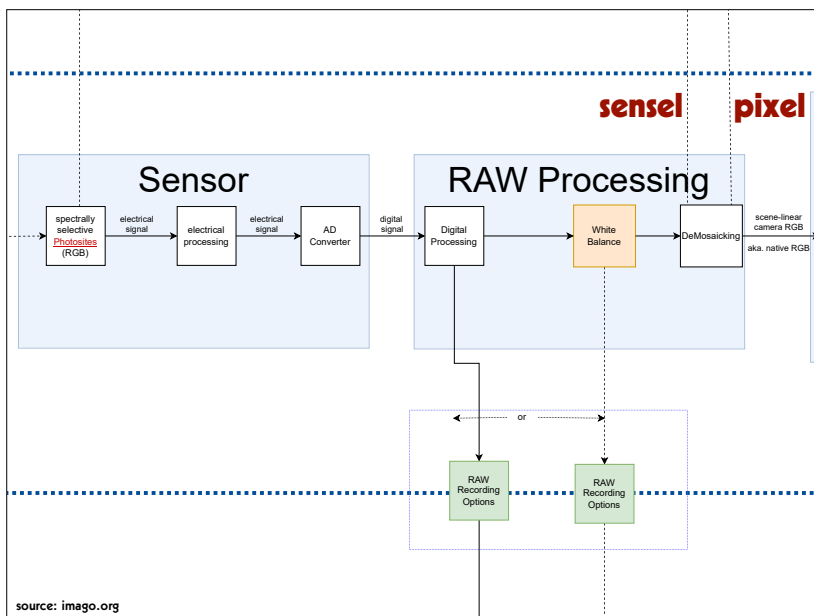 sensel pixel
Sensor
RAW Processing
spectrally
selective
Photosites
(RGB)
electrical
signal
electrical
processing
electrical
signal
AD
Converter
digital
signal
Digital
Processing
White
Balance
DeMosaicking
scene-linear
camera RGB
aka. native RGB
or
RAW
Recording
Options
RAW
Recording
Options
source: imago.org